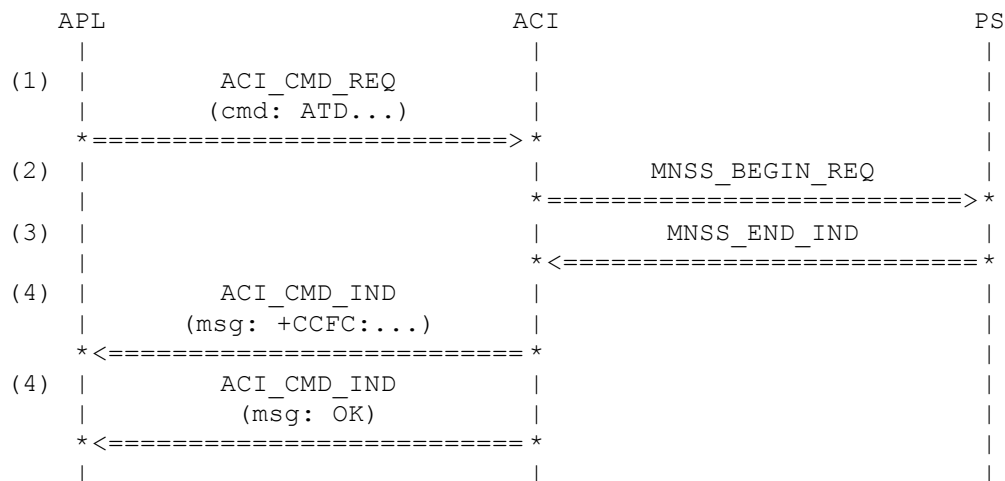 APL ACI PS
| | |
(1) | ACI_CMD_REQ | |
| (cmd: ATD...) | |
*==========================>* |
(2) | | MNSS_BEGIN_REQ |
| *==========================>*
(3) | | MNSS_END_IND |
| *<==========================*
(4) | ACI_CMD_IND | |
| (msg: +CCFC:...) | |
*<==========================* |
(4) | ACI_CMD_IND | |
| (msg: OK) | |
*<==========================* |
| | |